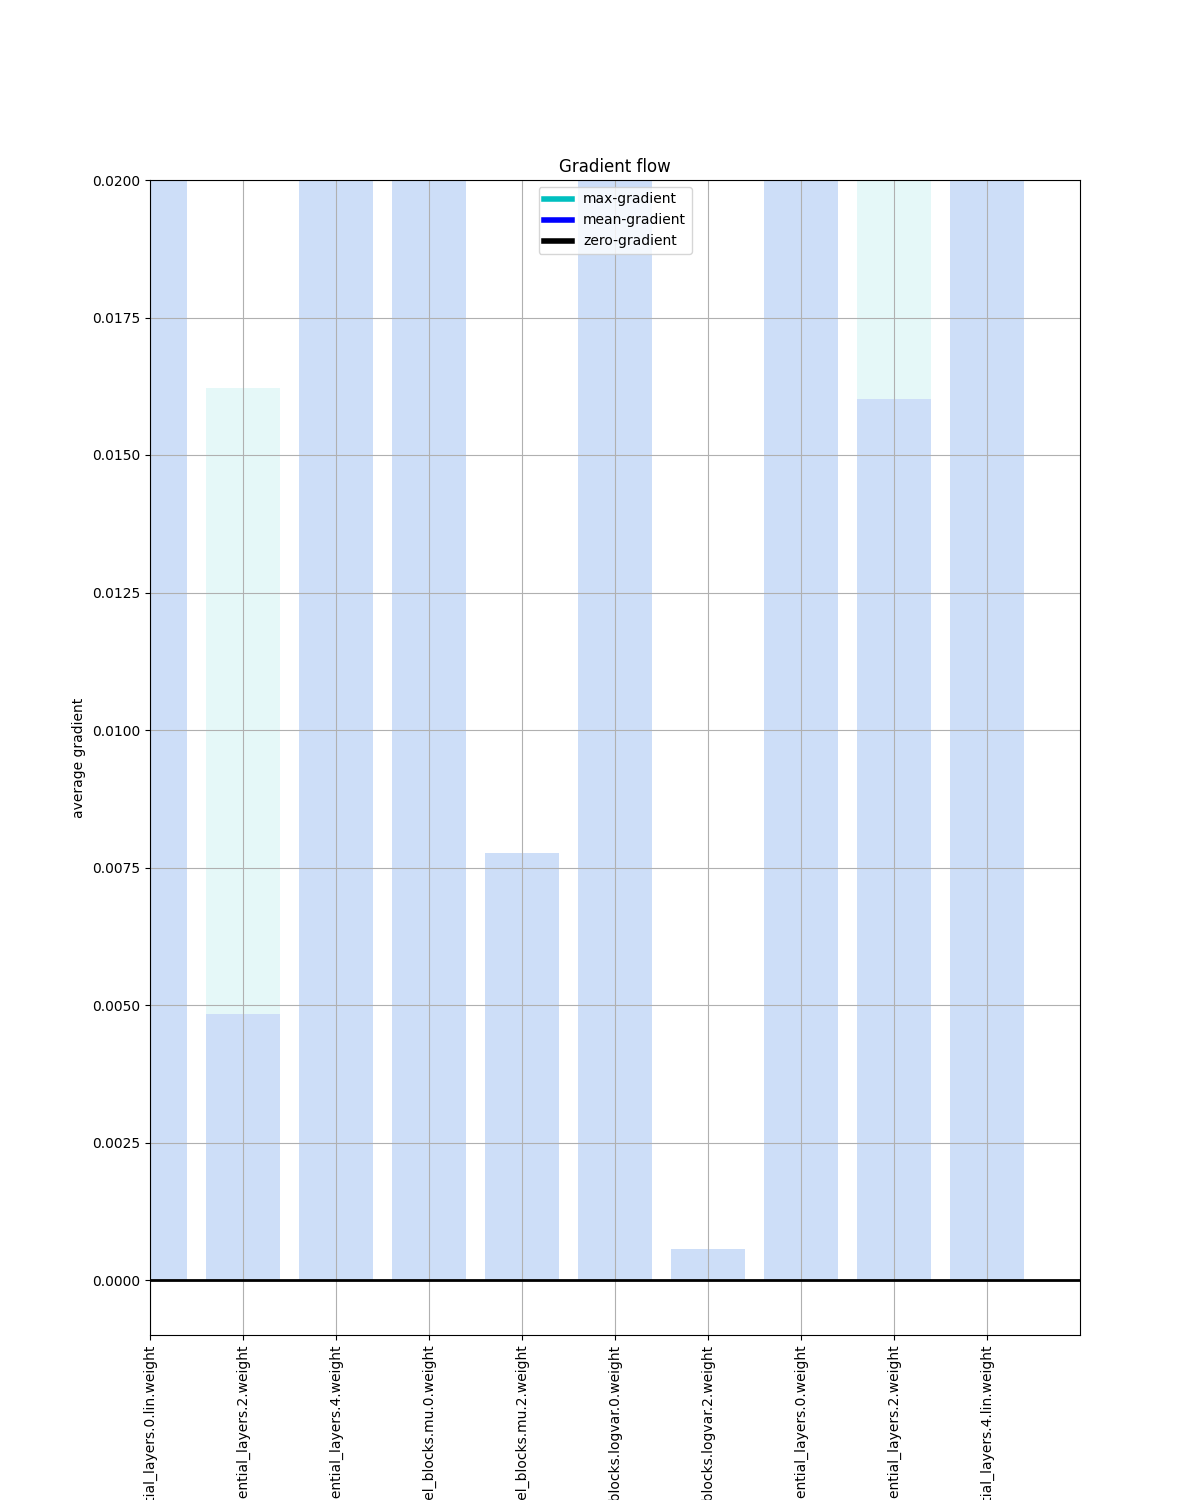 Gradient flow
max-gradient
mean-gradient
zero-gradient
0.0200
0.0175
0.0150
0.0125
0.0100
0.0075
0.0050
0.0025
0.0000
average gradient
tial_layers.0.lin.weight
ential_layers.2.weight
ential_layers.4.weight
el_blocks.mu.0.weight
el_blocks.mu.2.weight
blocks.logvar.0.weight
blocks.logvar.2.weight
ential_layers.0.weight
ential_layers.2.weight
tial_layers.4.lin.weight